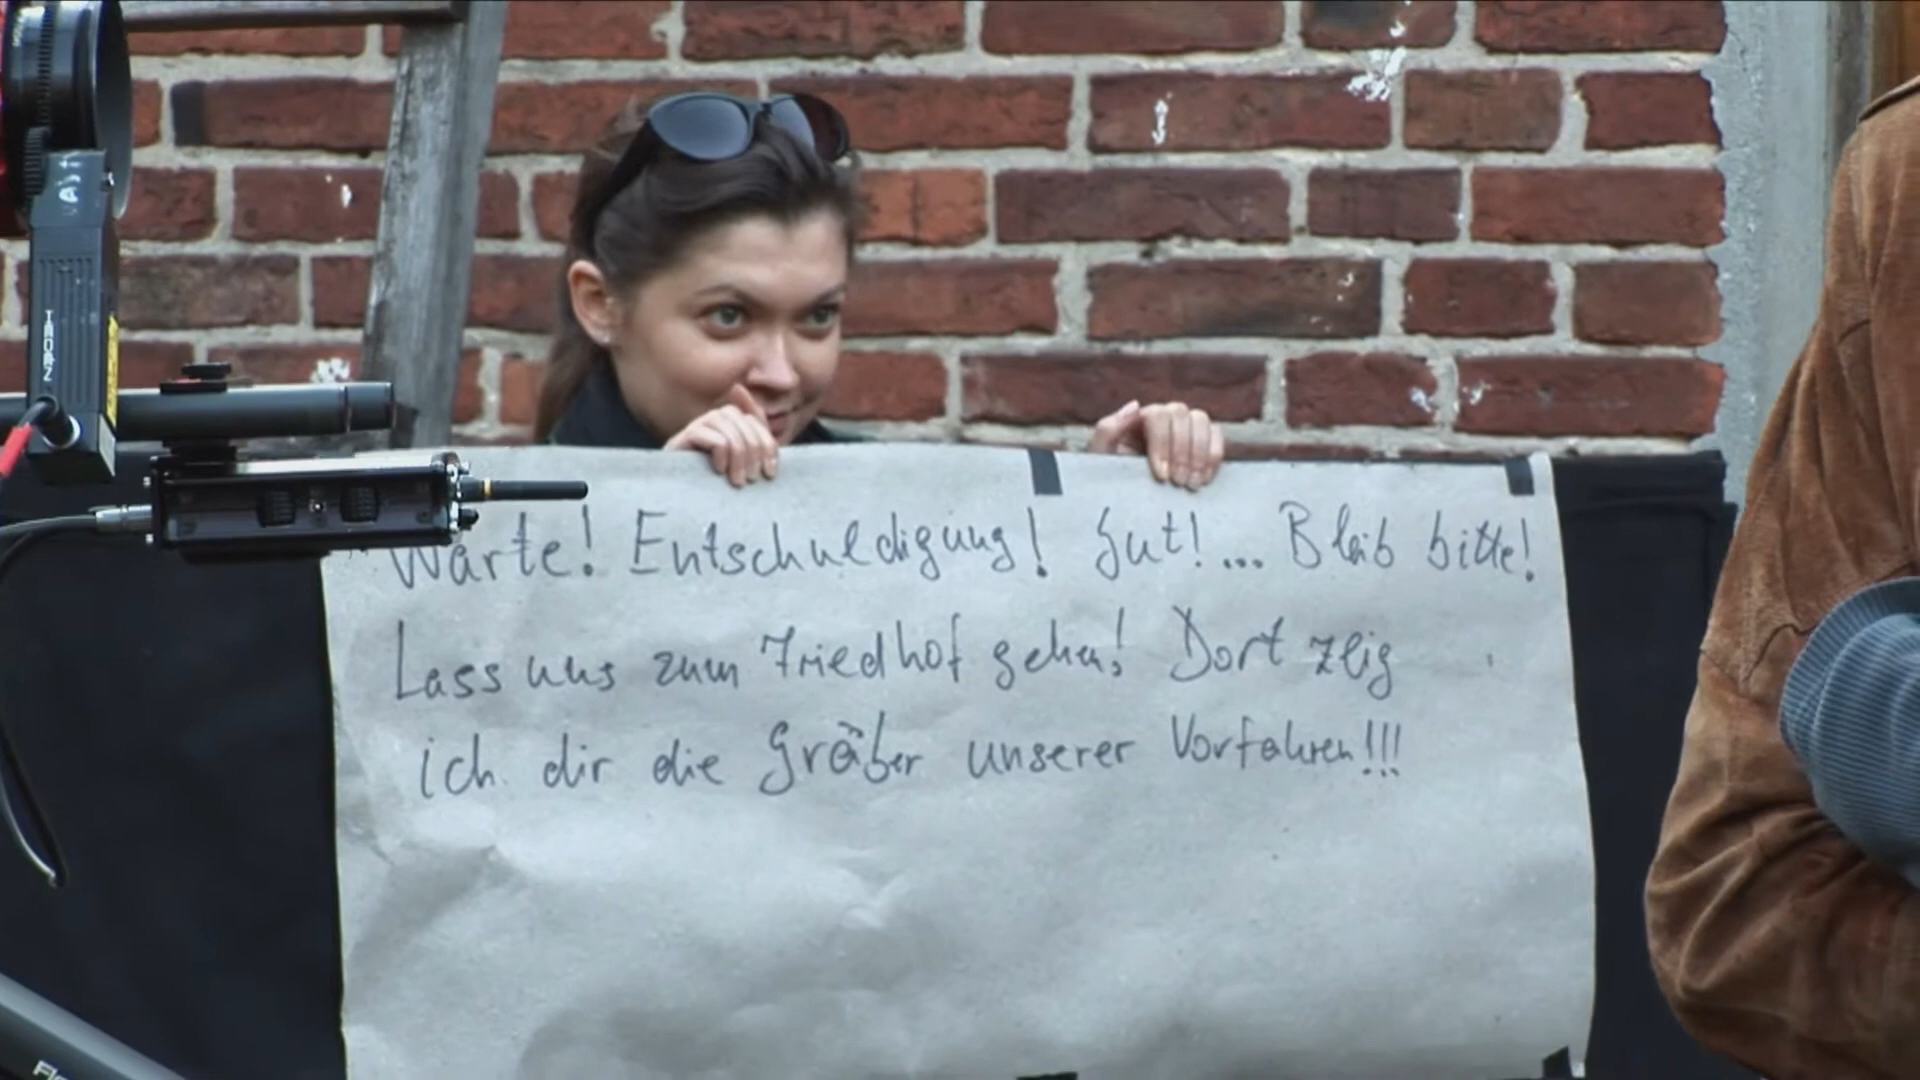 Warte! Entschuldigung! Gut!... Bleib bitte!
Lass uns zum Friedhof gehen! Dort zeig
ich dir die Gräber unserer Vorfahren!!!